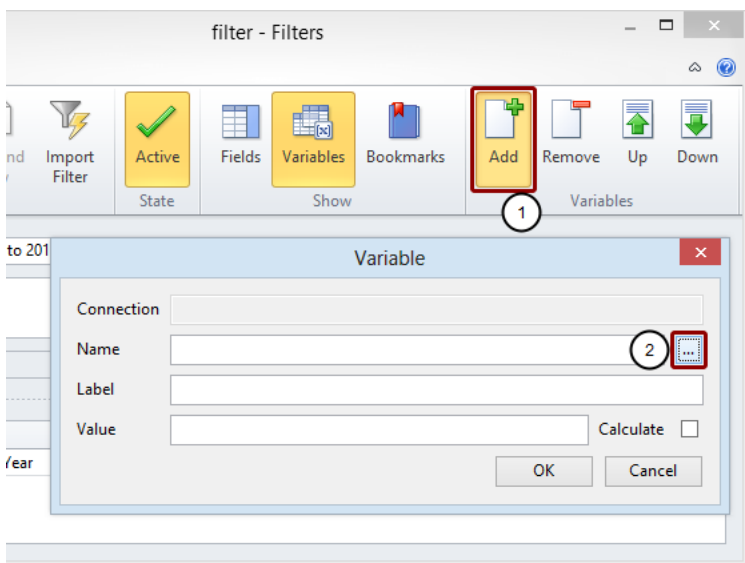 filter - Filters
nd Import Active Fields Variables Bookmarks Add Remove Up Down
Filter
State Show Variables
1
to 201
Variable
Connection
Name
2
...
Label
Value Calculate
Year
OK Cancel